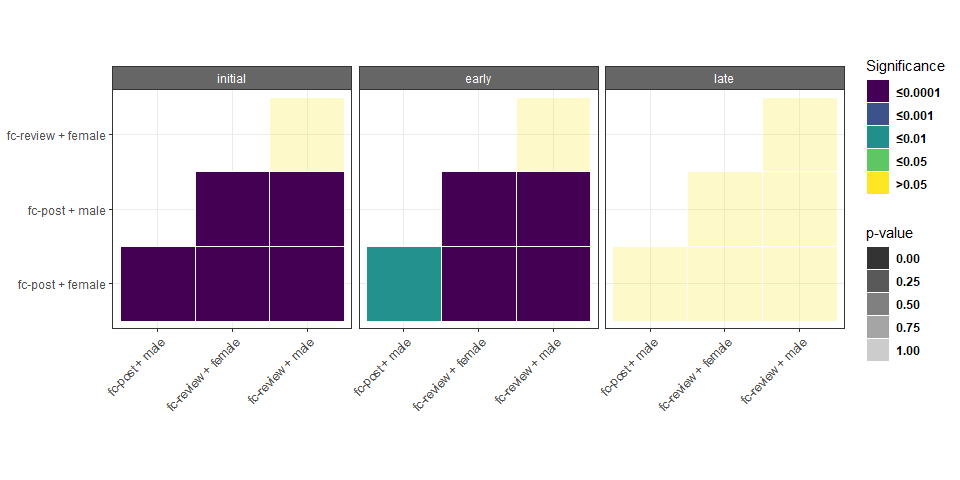 initial
early
late
fc-review + female
fc-post + male
fc-post + female
fc-post + male
fc-review + female
fc-review + male
fc-post + male
fc-review + female
fc-review + male
fc-post + male
fc-review + female
fc-review + male
Significance
≤0.0001
≤0.001
≤0.01
≤0.05
>0.05
p-value
0.00
0.25
0.50
0.75
1.00